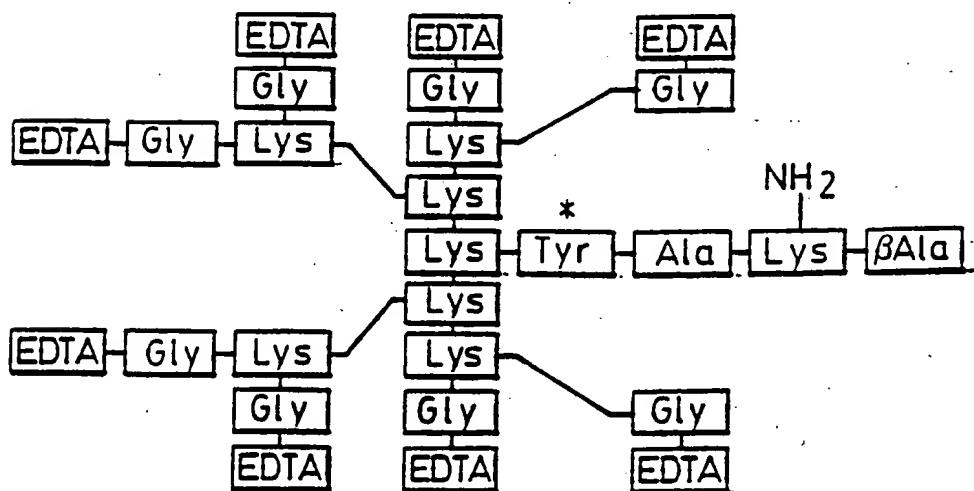 EDTA EDTA EDTA
Gly Gly Gly
EDTA Gly Lys Lys
Lys NH2
*
Lys Tyr Ala Lys βAla
Lys
EDTA Gly Lys Lys
Gly Gly Gly
EDTA EDTA EDTA